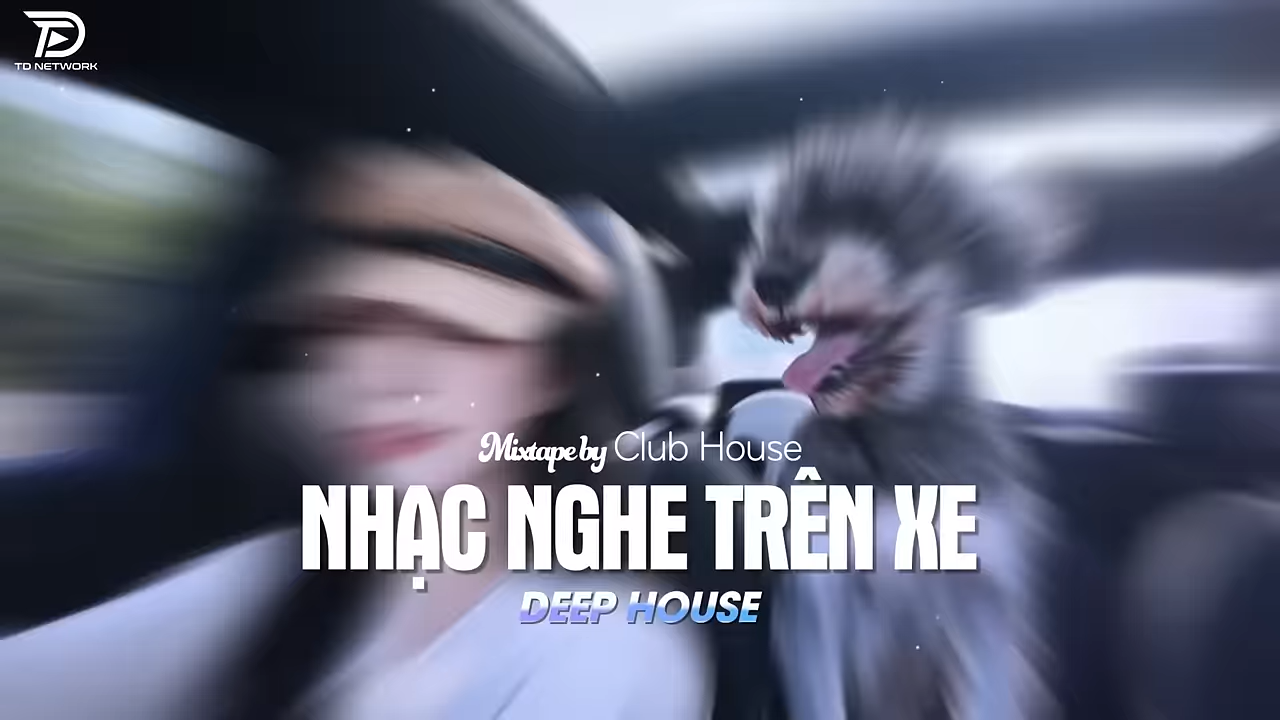 TD NETWORK
Mixtape by Club House
NHẠC NGHE TRÊN XE
DEEP HOUSE